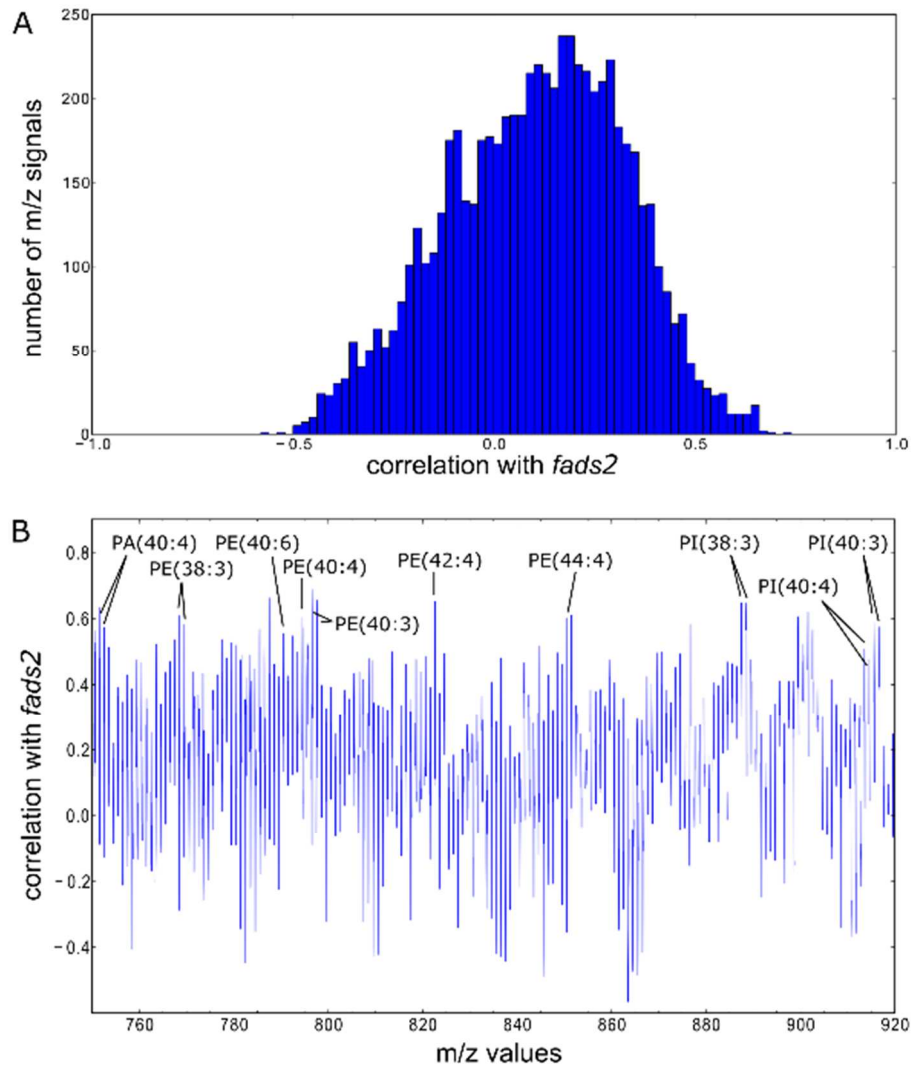 A
250
200
150
100
50
0
number of m/z signals
−1.0 −0.5 0.0 0.5 1.0
correlation with fads2
B
0.8
0.6
0.4
0.2
0.0
−0.2
−0.4
correlation with fads2
PA(40:4)
PE(38:3)
PE(40:6)
PE(40:4)
PE(40:3)
PE(42:4)
PE(44:4)
PI(38:3)
PI(40:4)
PI(40:3)
760 780 800 820 840 860 880 900 920
m/z values